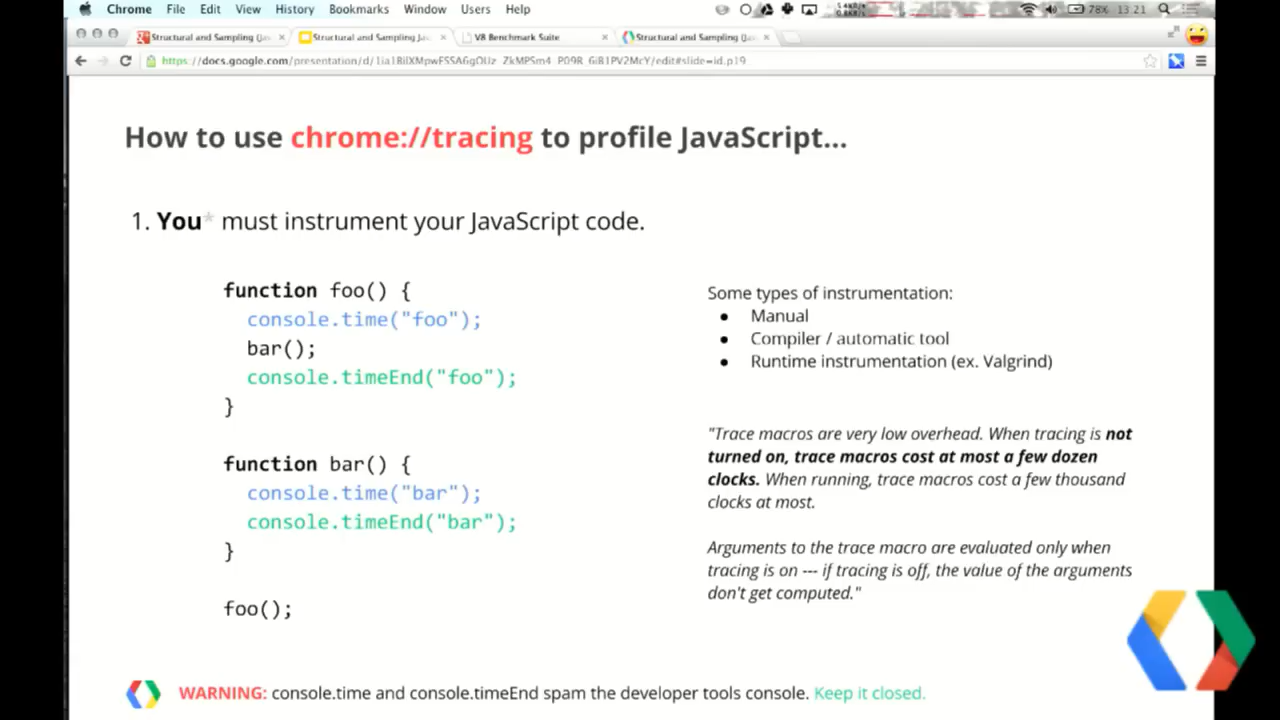 Chrome File Edit View History Bookmarks Window Users Help 78% 13:21
Structural and Sampling (Jav Structural and Sampling Jav V8 Benchmark Suite Structural and Sampling (Jav
How to use chrome://tracing to profile JavaScript...
1. You* must instrument your JavaScript code.
function foo() {
console.time("foo");
bar();
console.timeEnd("foo");
}
function bar() {
console.time("bar");
console.timeEnd("bar");
}
foo();
Some types of instrumentation:
● Manual
● Compiler / automatic tool
● Runtime instrumentation (ex. Valgrind)
"Trace macros are very low overhead. When tracing is not
turned on, trace macros cost at most a few dozen
clocks. When running, trace macros cost a few thousand
clocks at most.
Arguments to the trace macro are evaluated only when
tracing is on --- if tracing is off, the value of the arguments
don't get computed."
WARNING: console.time and console.timeEnd spam the developer tools console. Keep it closed.